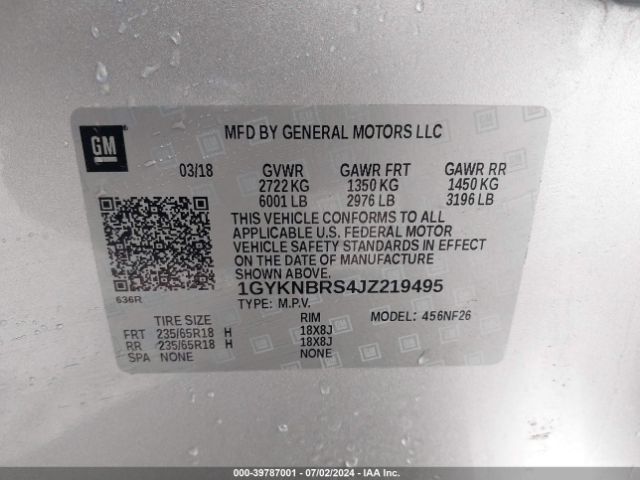 GM
MFD BY GENERAL MOTORS LLC
03/18 GVWR GAWR FRT GAWR RR
2722 KG 1350 KG 1450 KG
6001 LB 2976 LB 3196 LB
THIS VEHICLE CONFORMS TO ALL
APPLICABLE U.S. FEDERAL MOTOR
VEHICLE SAFETY STANDARDS IN EFFECT
ON THE DATE OF MANUFACTURE
SHOWN ABOVE.
1GYKNBRS4JZ219495
636R
TYPE: M.P.V.
TIRE SIZE RIM MODEL: 456NF26
FRT 235/65R18 H 18X8J
RR 235/65R18 H 18X8J
SPA NONE NONE
000-39787001 - 07/02/2024 - IAA Inc.